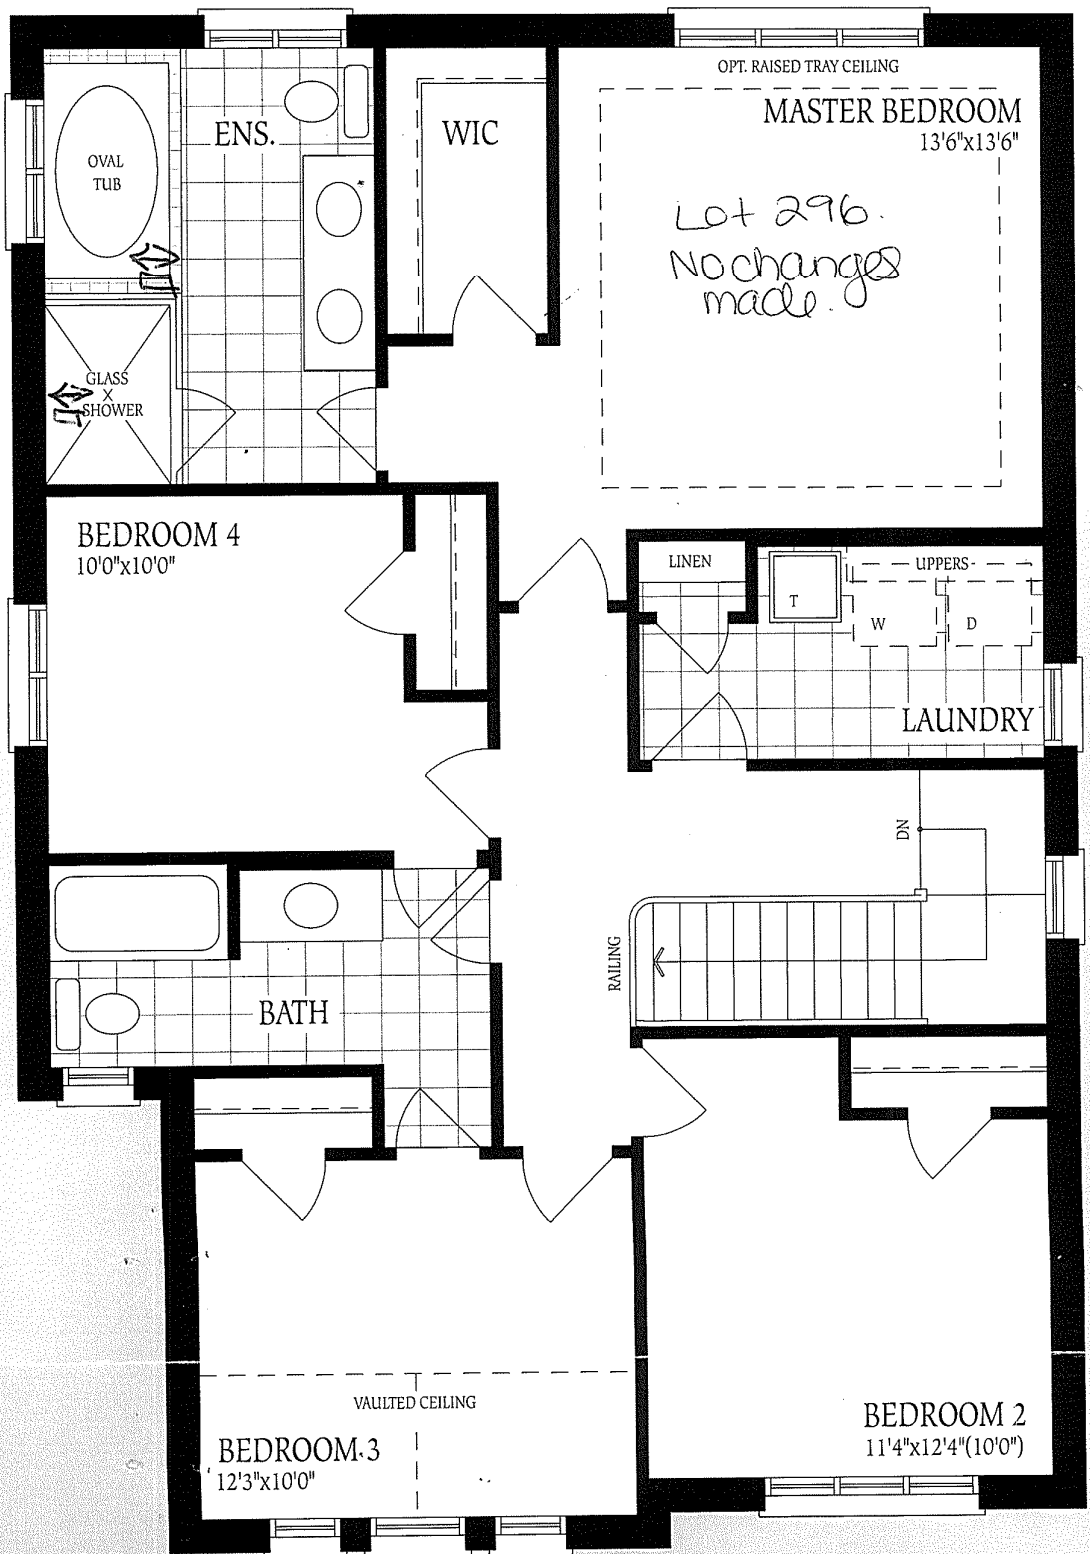 OPT. RAISED TRAY CEILING
MASTER BEDROOM
13'6"x13'6"
ENS.
WIC
OVAL
TUB
Lot 296.
No changes
made.
GLASS
X
SHOWER
BEDROOM 4
10'0"x10'0"
LINEN
UPPERS
T
W
D
LAUNDRY
DN
RAILING
BATH
VAULTED CEILING
BEDROOM 3
12'3"x10'0"
BEDROOM 2
11'4"x12'4"(10'0")